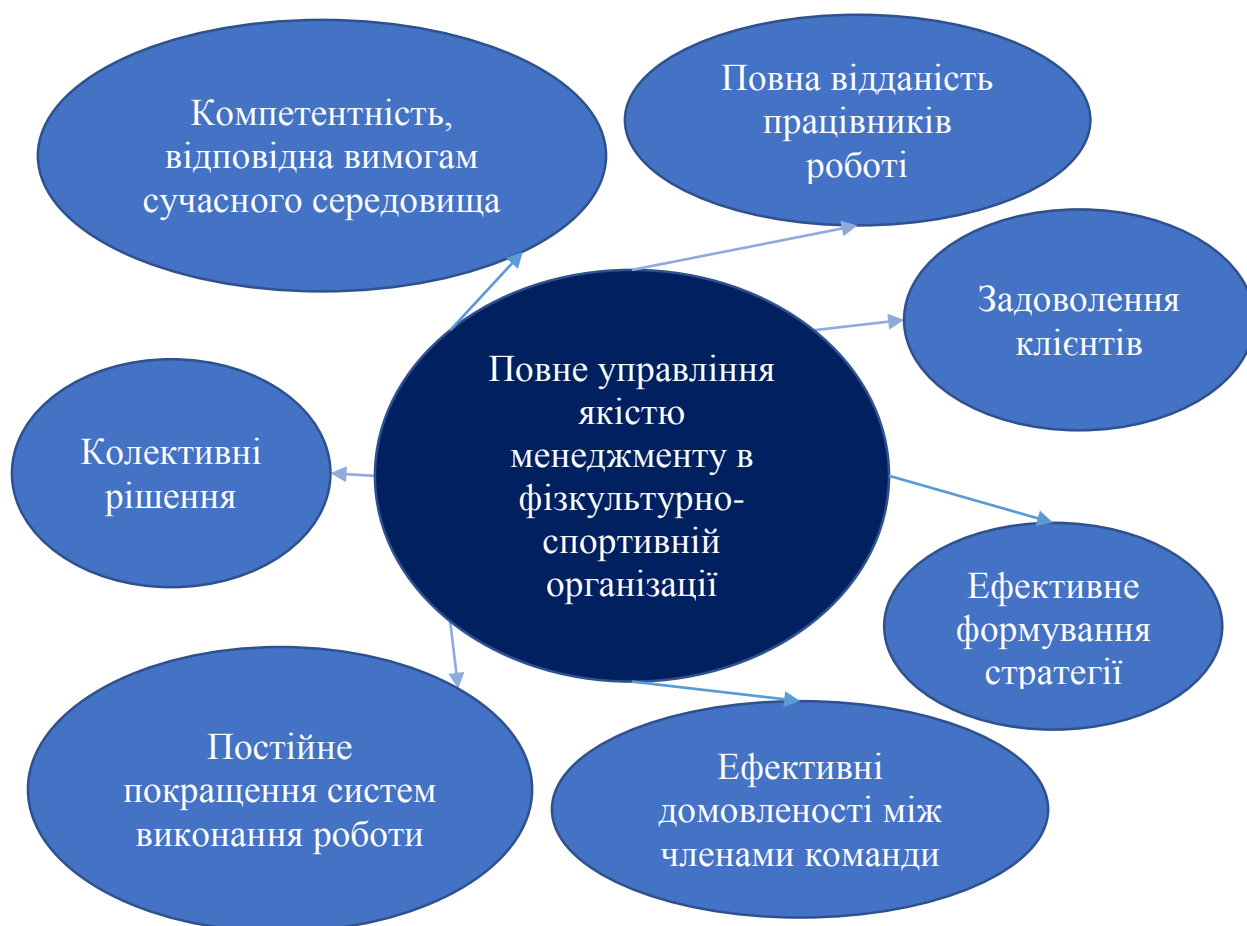 Компетентність,
відповідна вимогам
сучасного середовища
Повна відданість
працівників
роботі
Задоволення
клієнтів
Повне управління
якістю
менеджменту в
фізкультурно-
спортивній
організації
Колективні
рішення
Ефективне
формування
стратегії
Постійне
покращення систем
виконання роботи
Ефективні
домовленості між
членами команди